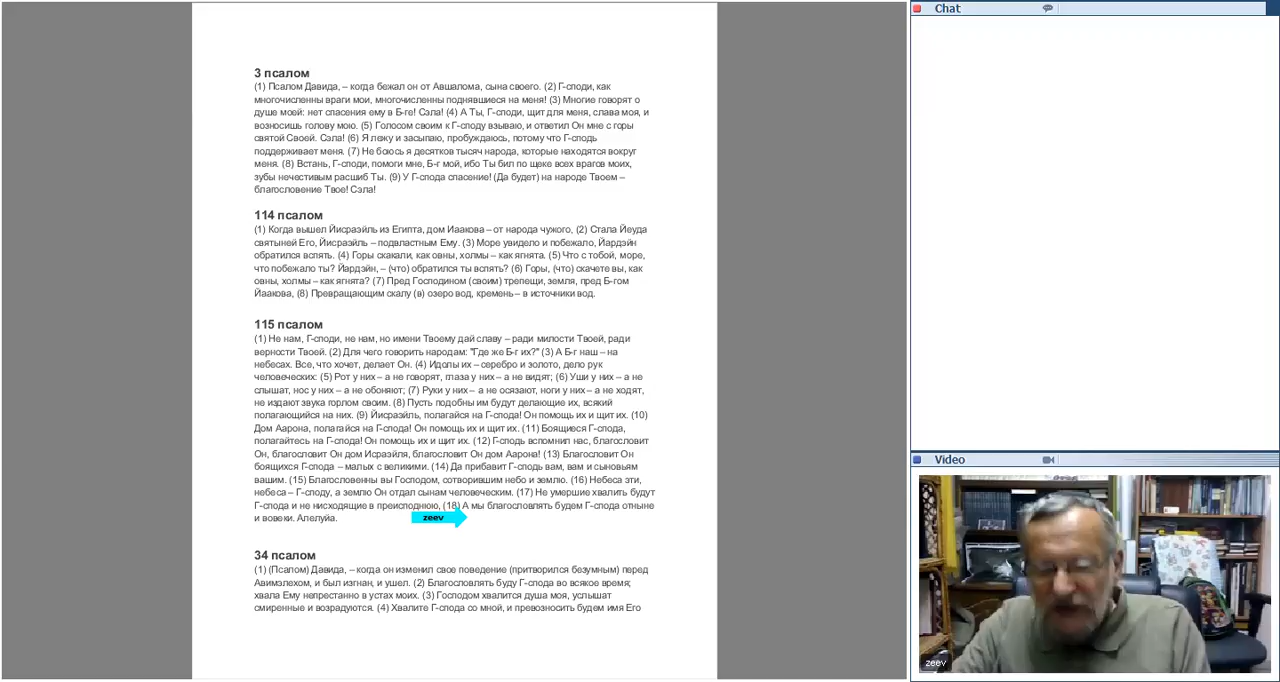 Chat
3 псалом
(1) Псалом Давида, – когда бежал он от Авшалома, сына своего. (2) Г-споди, как
многочисленны враги мои, многочисленны поднявшиеся на меня! (3) Многие говорят о
душе моей: нет спасения ему в Б-ге! Сэла! (4) А Ты, Г-споди, щит для меня, слава моя, и
возносишь голову мою. (5) Голосом своим к Г-споду взываю, и ответил Он мне с горы
святой Своей. Сэла! (6) Я лежу и засыпаю, пробуждаюсь, потому что Г-сподь
поддерживает меня. (7) Не боюсь я десятков тысяч народа, которые находятся вокруг
меня. (8) Встань, Г-споди, помоги мне, Б-г мой, ибо Ты бил по щеке всех врагов моих,
зубы нечестивым расшиб Ты. (9) У Г-спода спасение! (Да будет) на народе Твоем –
благословение Твое! Сэла!
114 псалом
(1) Когда вышел Йисраэйль из Египта, дом Иаакова – от народа чужого, (2) Стала Йеуда
святыней Его, Йисраэйль – подвластным Ему. (3) Море увидело и побежало, Йардэйн
обратился вспять. (4) Горы скакали, как овны, холмы – как ягнята. (5) Что с тобой, море,
что побежало ты? Йардэйн, – (что) обратился ты вспять? (6) Горы, (что) скачете вы, как
овны, холмы – как ягнята? (7) Пред Господином (своим) трепещи, земля, пред Б-гом
Йаакова, (8) Превращающим скалу (в) озеро вод, кремень – в источники вод.
115 псалом
(1) Не нам, Г-споди, не нам, но имени Твоему дай славу – ради милости Твоей, ради
верности Твоей. (2) Для чего говорить народам: "Где же Б-г их?" (3) А Б-г наш – на
небесах. Все, что хочет, делает Он. (4) Идолы их – серебро и золото, дело рук
человеческих: (5) Рот у них – а не говорят, глаза у них – а не видят; (6) Уши у них – а не
слышат, нос у них – а не обоняют; (7) Руки у них – а не осязают, ноги у них – а не ходят,
не издают звука горлом своим. (8) Пусть подобны им будут делающие их, всякий
полагающийся на них. (9) Йисраэйль, полагайся на Г-спода! Он помощь их и щит их. (10)
Дом Аарона, полагайся на Г-спода! Он помощь их и щит их. (11) Боящиеся Г-спода,
полагайтесь на Г-спода! Он помощь их и щит их. (12) Г-сподь вспомнил нас, благословит
Он, благословит Он дом Исраэйля, благословит Он дом Аарона! (13) Благословит Он
боящихся Г-спода – малых с великими. (14) Да прибавит Г-сподь вам, вам и сыновьям
вашим. (15) Благословенны вы Господом, сотворившим небо и землю. (16) Небеса эти,
небеса – Г-споду, а землю Он отдал сынам человеческим. (17) Не умершие хвалить будут
Г-спода и не нисходящие в преисподнюю, (18) А мы благословлять будем Г-спода отныне
и вовеки. Алелуйа.
zeev
34 псалом
(1) (Псалом) Давида, – когда он изменил свое поведение (притворился безумным) перед
Авимэлехом, и был изгнан, и ушел. (2) Благословлять буду Г-спода во всякое время;
хвала Ему непрестанно в устах моих. (3) Господом хвалится душа моя, услышат
смиренные и возрадуются. (4) Хвалите Г-спода со мной, и превозносить будем имя Его
Video
zeev